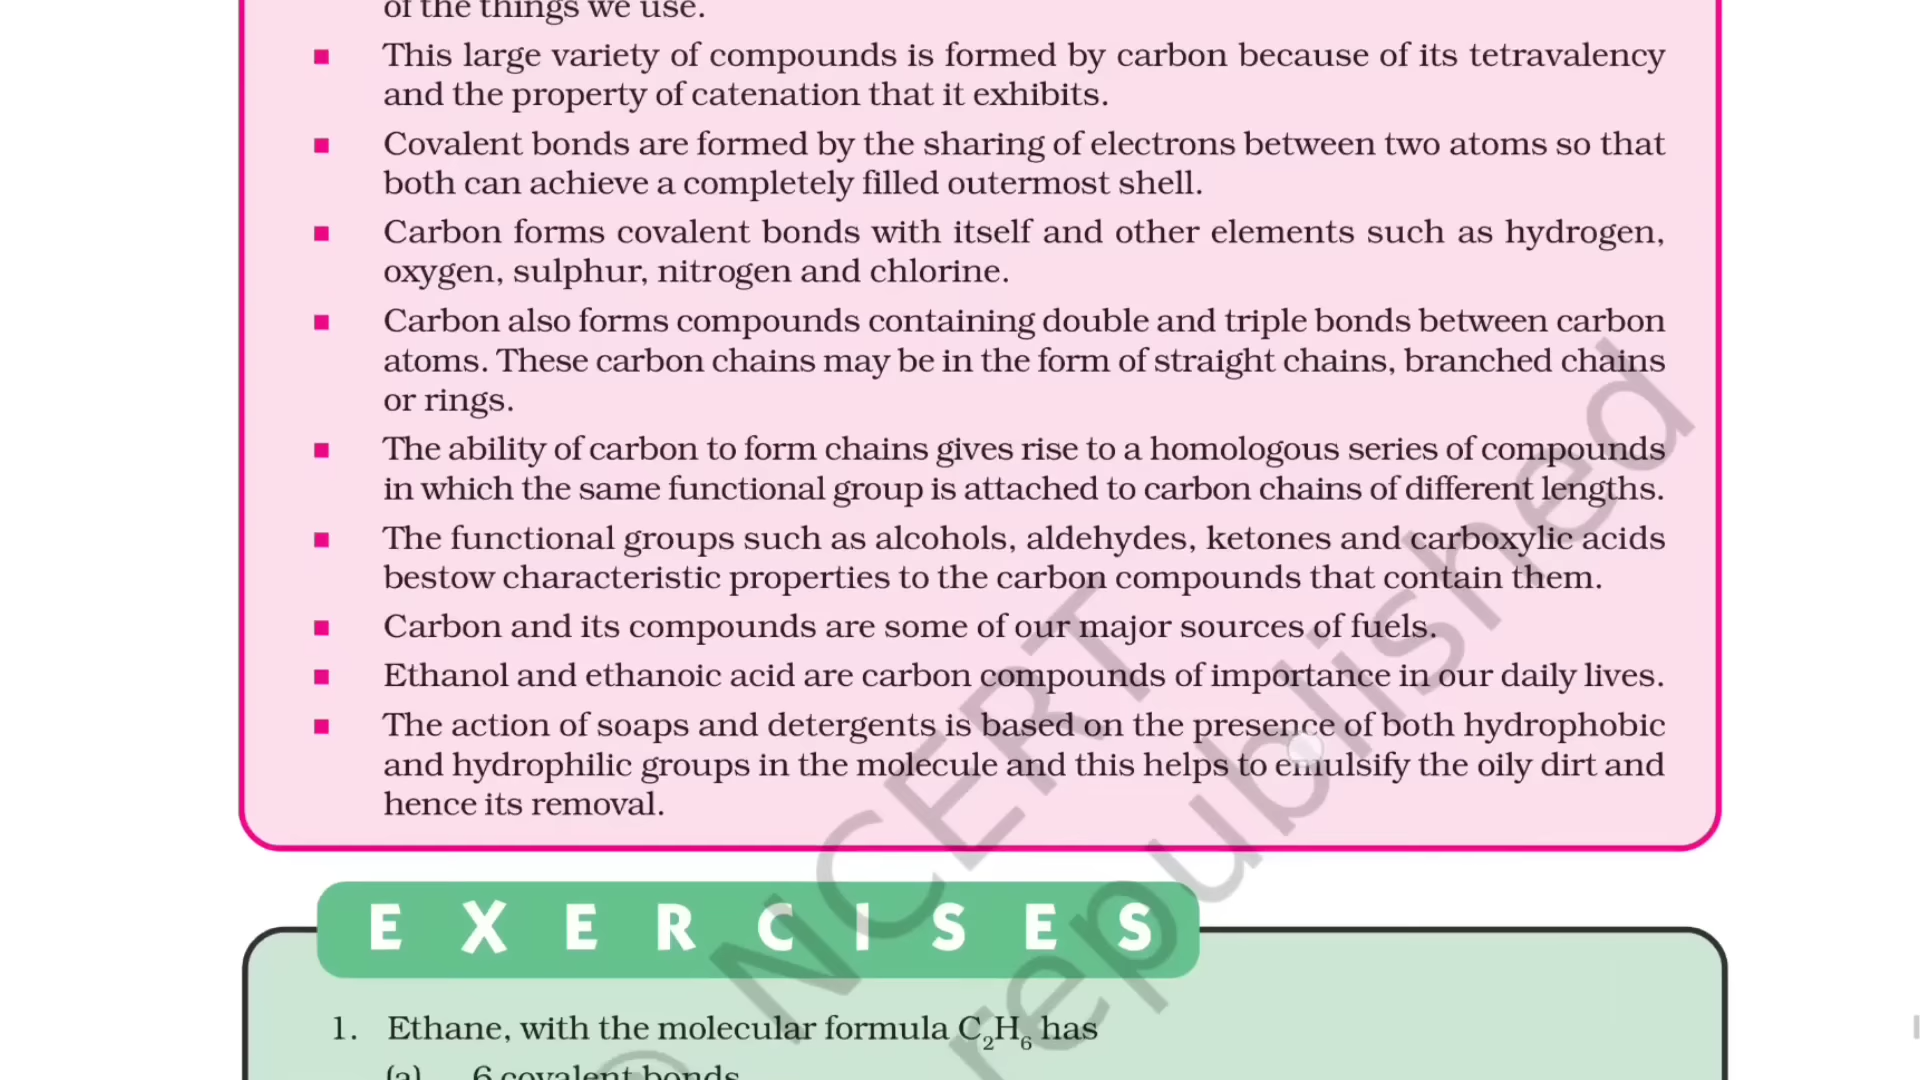 of the things we use.
■ This large variety of compounds is formed by carbon because of its tetravalency
and the property of catenation that it exhibits.
■ Covalent bonds are formed by the sharing of electrons between two atoms so that
both can achieve a completely filled outermost shell.
■ Carbon forms covalent bonds with itself and other elements such as hydrogen,
oxygen, sulphur, nitrogen and chlorine.
■ Carbon also forms compounds containing double and triple bonds between carbon
atoms. These carbon chains may be in the form of straight chains, branched chains
or rings.
■ The ability of carbon to form chains gives rise to a homologous series of compounds
in which the same functional group is attached to carbon chains of different lengths.
■ The functional groups such as alcohols, aldehydes, ketones and carboxylic acids
bestow characteristic properties to the carbon compounds that contain them.
■ Carbon and its compounds are some of our major sources of fuels.
■ Ethanol and ethanoic acid are carbon compounds of importance in our daily lives.
■ The action of soaps and detergents is based on the presence of both hydrophobic
and hydrophilic groups in the molecule and this helps to emulsify the oily dirt and
hence its removal.
EXERCISES
1. Ethane, with the molecular formula C₂H₆ has
(a) 6 covalent bonds
© NCERT
republished